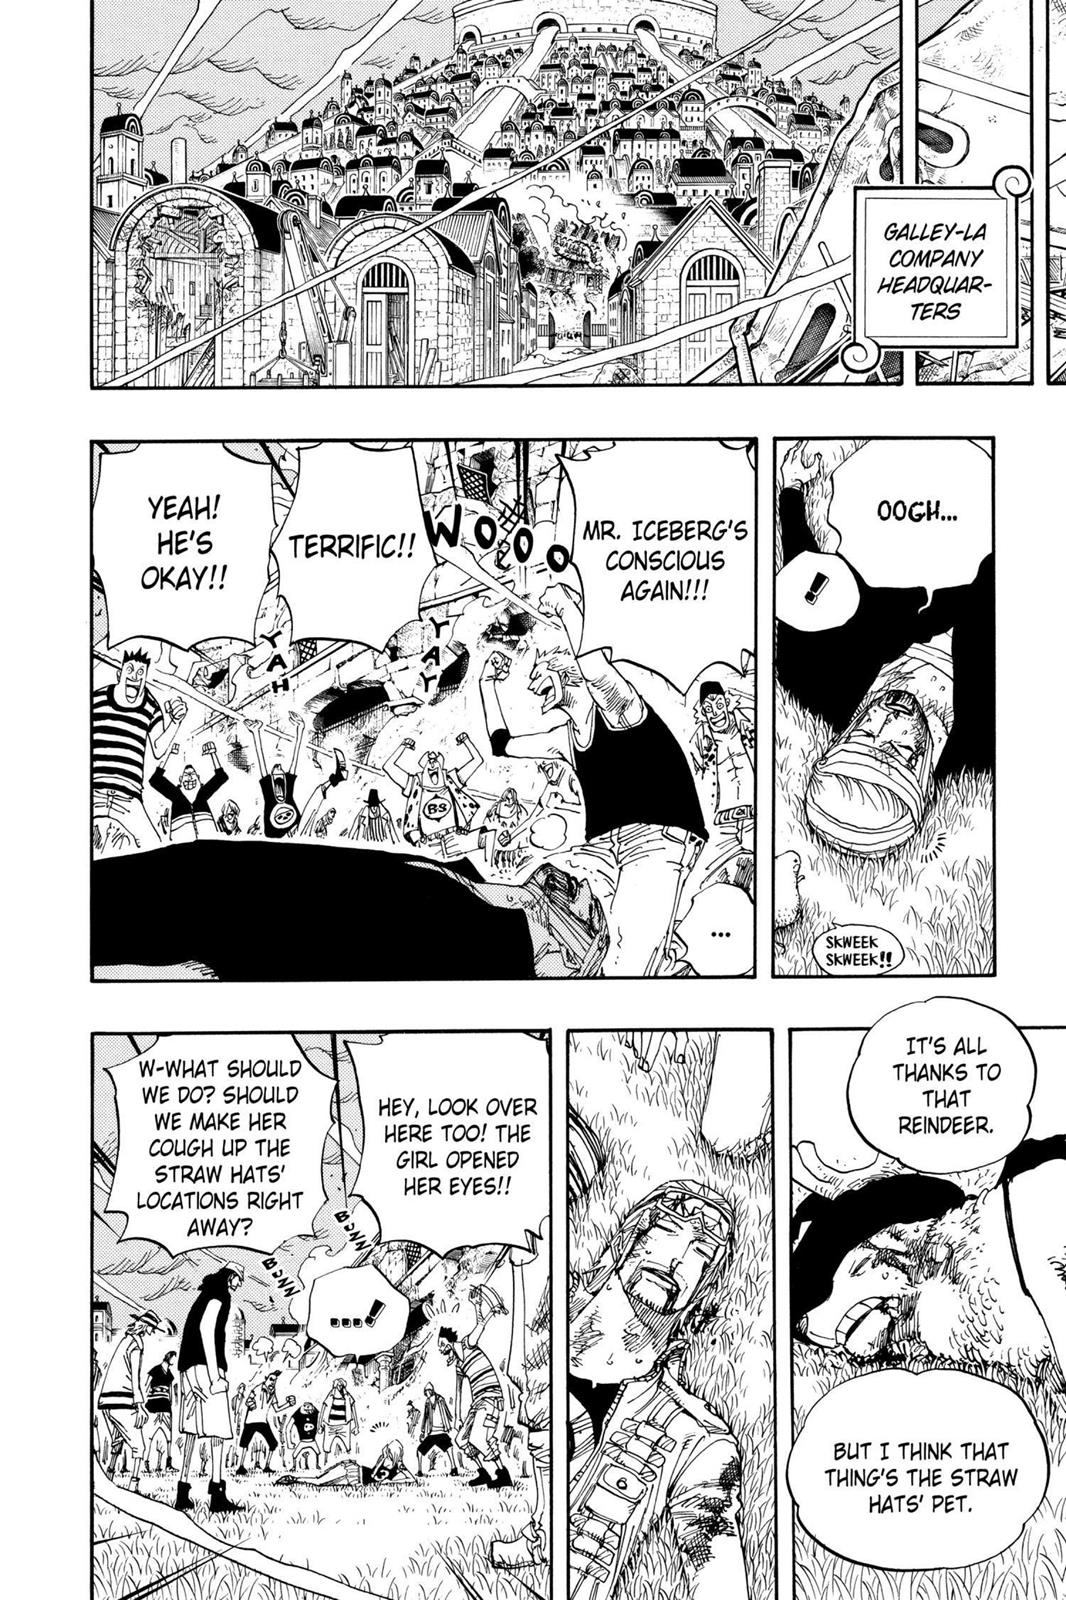 GALLEY-LA
COMPANY
HEADQUAR-
TERS
OOGH...
!
SKWEEK
SKWEEK!!
MR. ICEBERG'S
CONSCIOUS
AGAIN!!!
WOOO
TERRIFIC!!
YAY
YEAH!
HE'S
OKAY!!
YAH
BS
...
IT'S ALL
THANKS TO
THAT
REINDEER.
BUT I THINK THAT
THING'S THE STRAW
HATS' PET.
HEY, LOOK OVER
HERE TOO! THE
GIRL OPENED
HER EYES!!
W-WHAT SHOULD
WE DO? SHOULD
WE MAKE HER
COUGH UP THE
STRAW HATS'
LOCATIONS RIGHT
AWAY?
BUZZ
BUZZ
....!